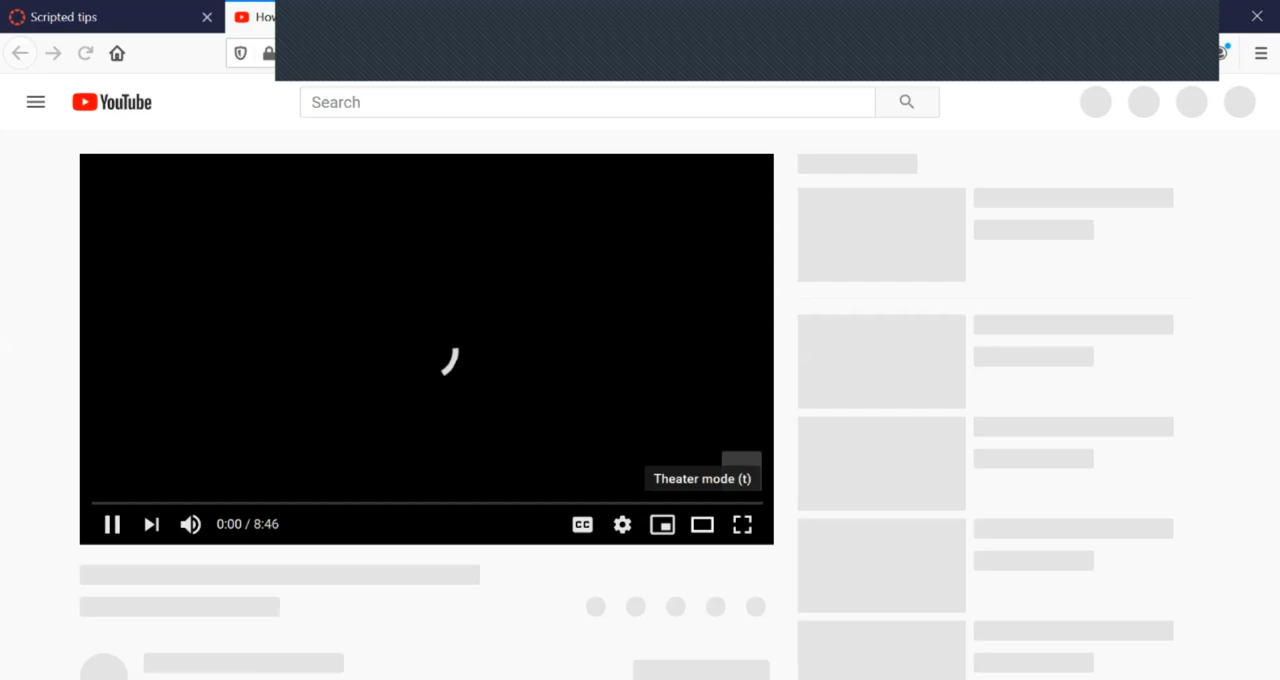 Scripted tips
How
YouTube
Search
Theater mode (t)
0:00 / 8:46
CC